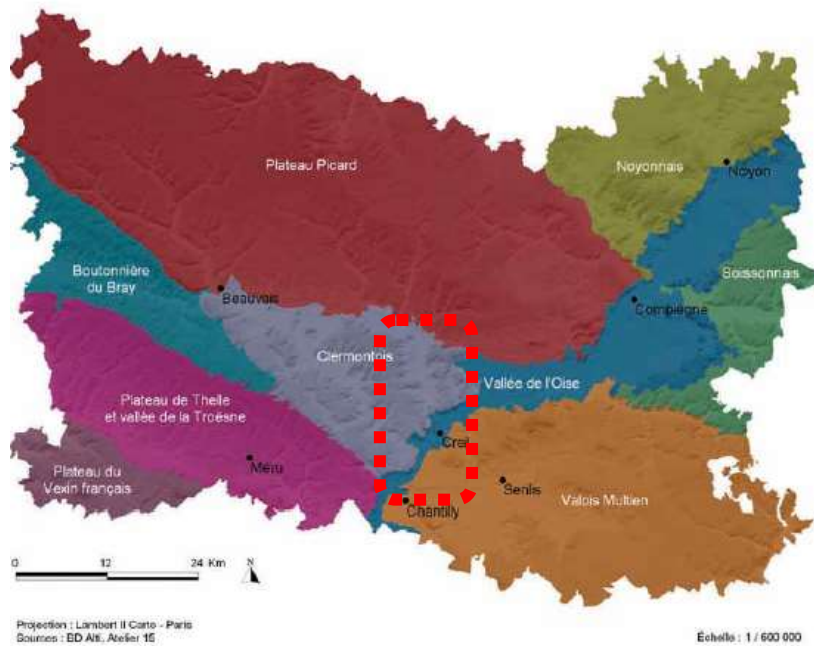 Plateau Picard
Noyonnais
Noyon
Boutonnière
du Bray
Soissonnais
Beauvais
Compiègne
Clermontois
Vallée de l'Oise
Plateau de Thelle
et vallée de la Troësne
Creil
Méru
Plateau du
Vexin français
Senlis
Valois Multien
Chantilly
0 12 24 Km
N
Projection : Lambert II Carto - Paris
Sources : BD Alti, Atelier 15
Échelle : 1 / 600 000